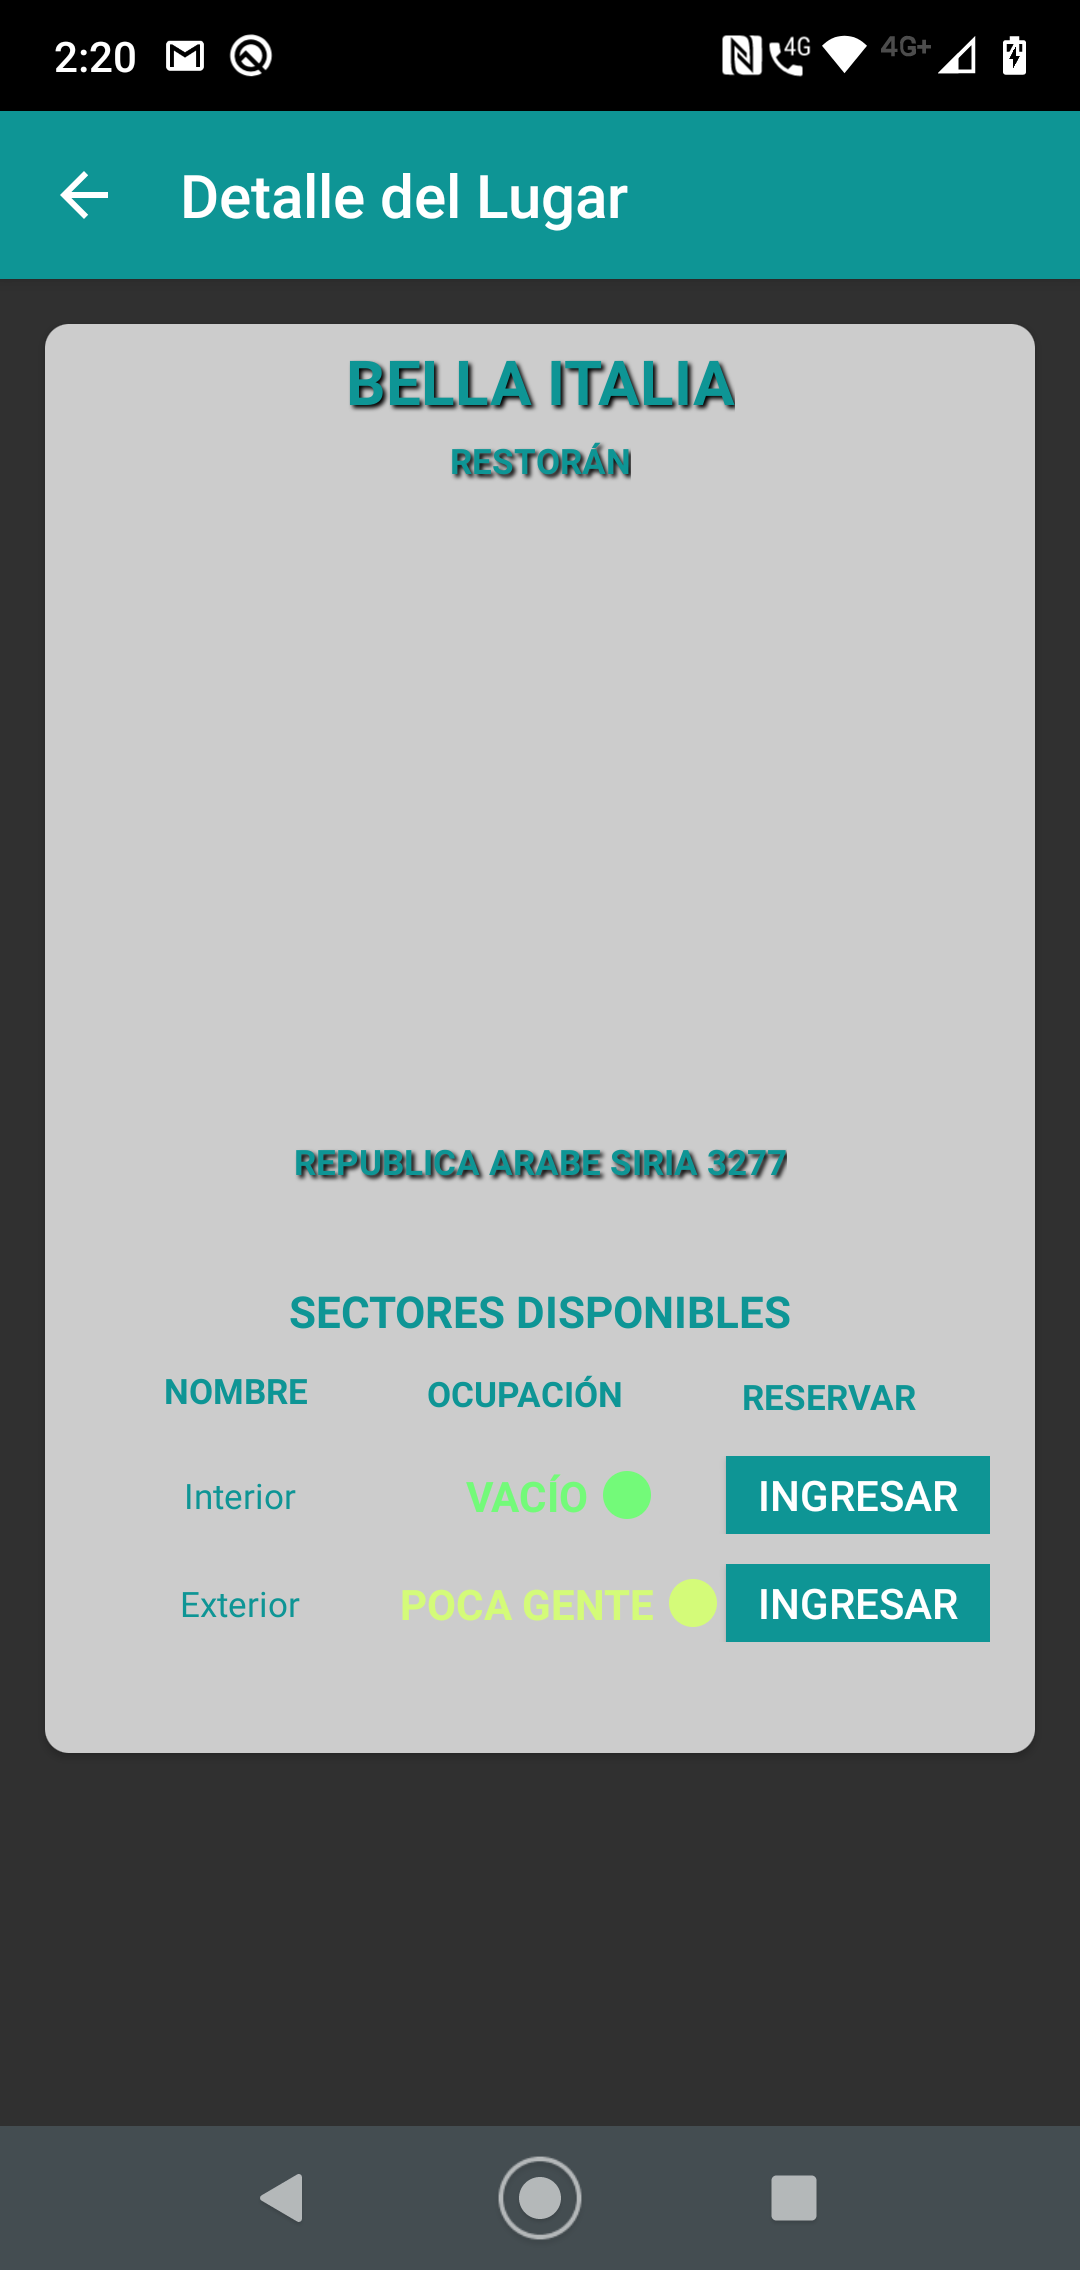 2:20 4G 4G+
Detalle del Lugar
BELLA ITALIA
RESTORÁN
REPUBLICA ARABE SIRIA 3277
SECTORES DISPONIBLES
NOMBRE OCUPACIÓN RESERVAR
Interior VACÍO INGRESAR
Exterior POCA GENTE INGRESAR